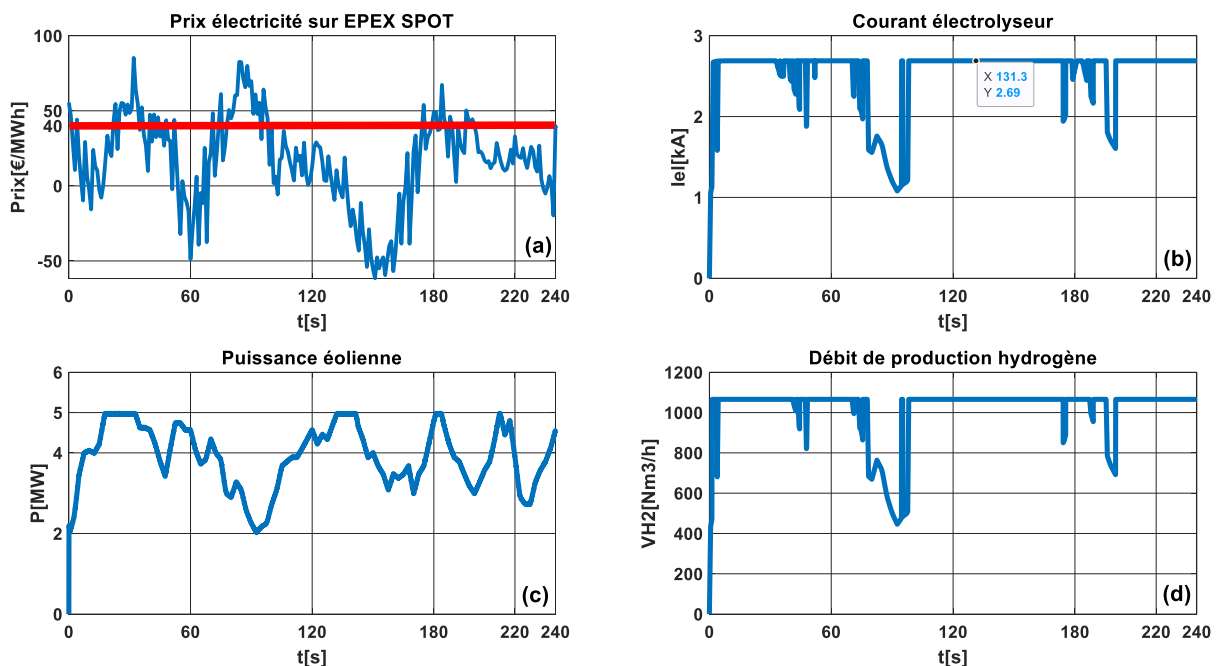 Prix électricité sur EPEX SPOT
100
50
40
0
-50
Prix[€/MWh]
0 60 120 180 220 240
t[s]
(a)
Courant électrolyseur
3
2
1
0
Iel[kA]
X 131.3
Y 2.69
0 60 120 180 220 240
t[s]
(b)
Puissance éolienne
6
5
4
2
0
P[MW]
0 60 120 180 220 240
t[s]
(c)
Débit de production hydrogène
1200
1000
800
600
400
200
0
VH2[Nm3/h]
0 60 120 180 220 240
t[s]
(d)